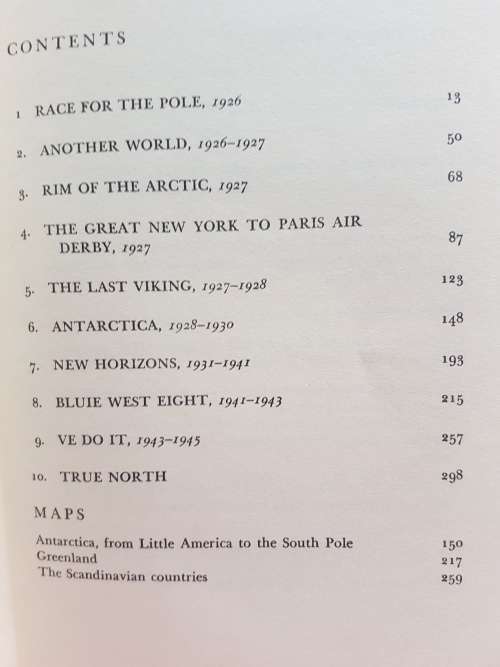 CONTENTS
1 RACE FOR THE POLE, 1926 13
2. ANOTHER WORLD, 1926–1927 50
3. RIM OF THE ARCTIC, 1927 68
4. THE GREAT NEW YORK TO PARIS AIR
DERBY, 1927 87
5. THE LAST VIKING, 1927–1928 123
6. ANTARCTICA, 1928–1930 148
7. NEW HORIZONS, 1931–1941 193
8. BLUIE WEST EIGHT, 1941–1943 215
9. VE DO IT, 1943–1945 257
10. TRUE NORTH 298
MAPS
Antarctica, from Little America to the South Pole 150
Greenland 217
The Scandinavian countries 259